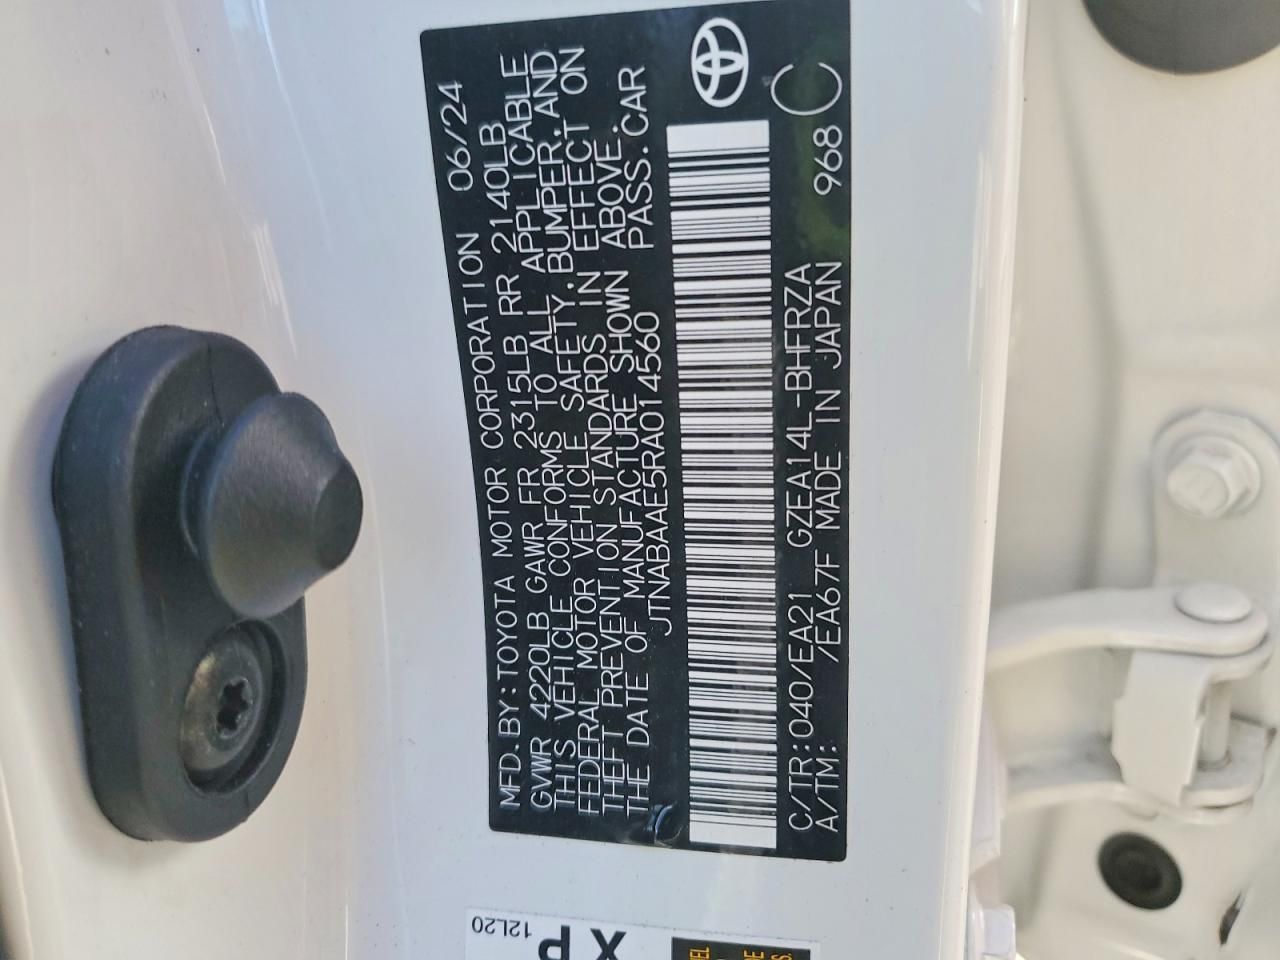 MFD. BY: TOYOTA MOTOR CORPORATION 06/24
GVWR 4220LB GAWR FR 2315LB RR 2140LB
THIS VEHICLE CONFORMS TO ALL APPLICABLE
FEDERAL MOTOR VEHICLE SAFETY, BUMPER, AND
THEFT PREVENTION STANDARDS IN EFFECT ON
THE DATE OF MANUFACTURE SHOWN ABOVE.
JTNABAAE5RA014560 PASS. CAR
C/TR: 040/EA21 GZEA14L-BHFRZA 968 C
A/TM: /EA67F MADE IN JAPAN
12L20
X P